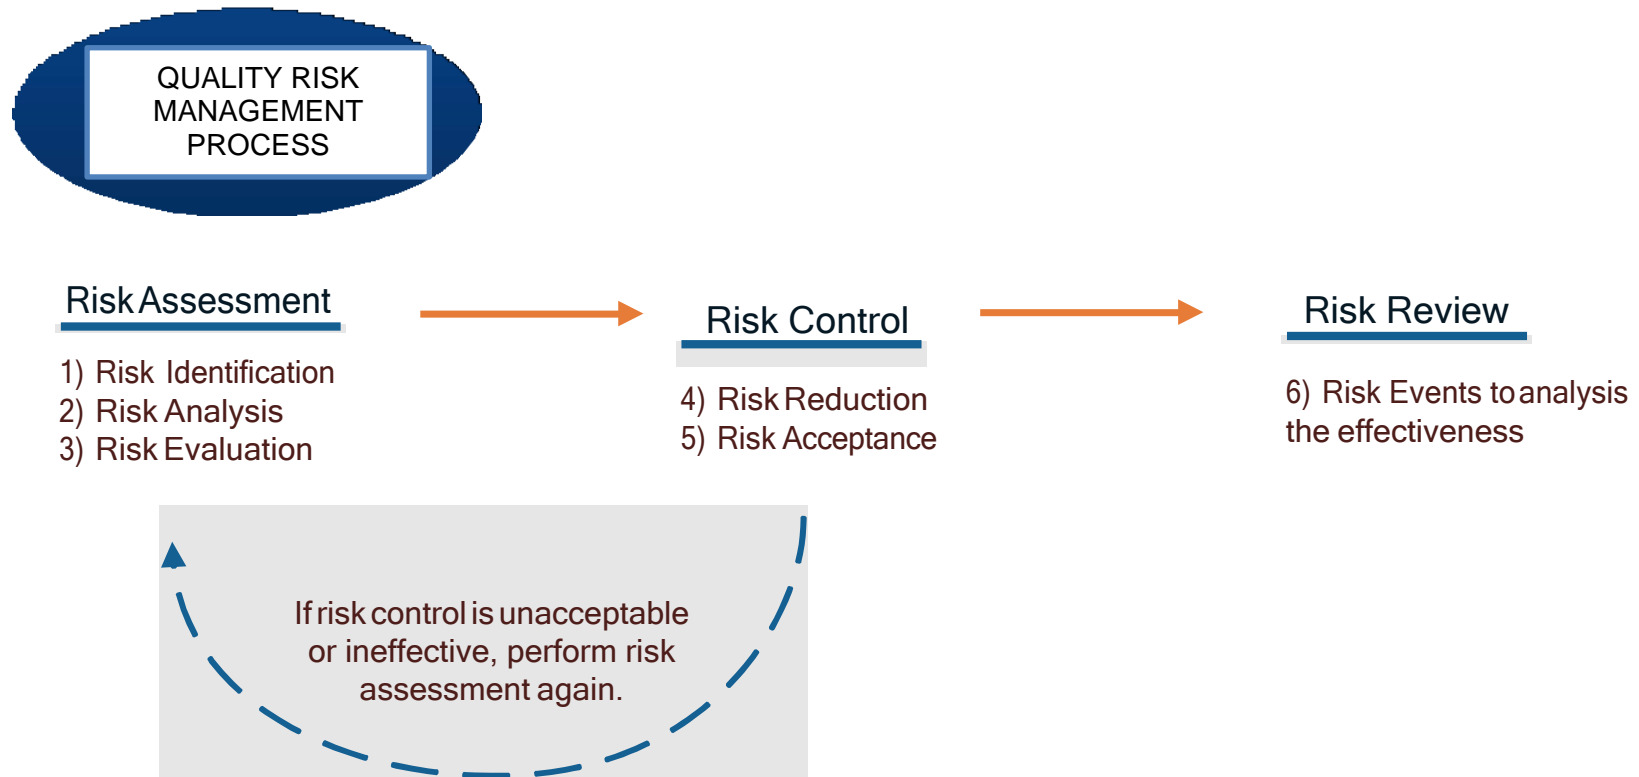 QUALITY RISK
MANAGEMENT
PROCESS
Risk Assessment
1) Risk Identification
2) Risk Analysis
3) Risk Evaluation
Risk Control
4) Risk Reduction
5) Risk Acceptance
Risk Review
6) Risk Events to analysis
the effectiveness
If risk control is unacceptable
or ineffective, perform risk
assessment again.